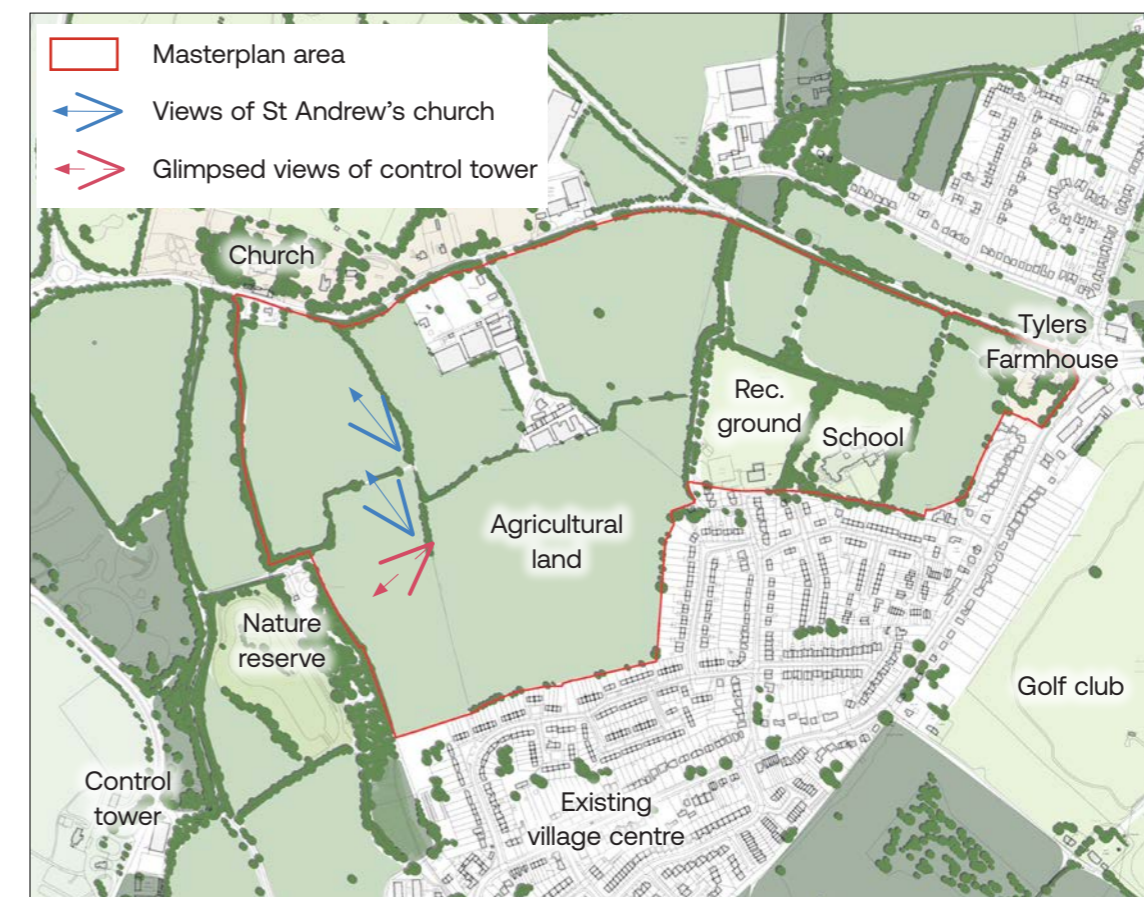 Masterplan area
Views of St Andrew’s church
Glimpsed views of control tower
Church
Tylers
Farmhouse
Rec.
ground
School
Agricultural
land
Nature
reserve
Golf club
Control
tower
Existing
village centre